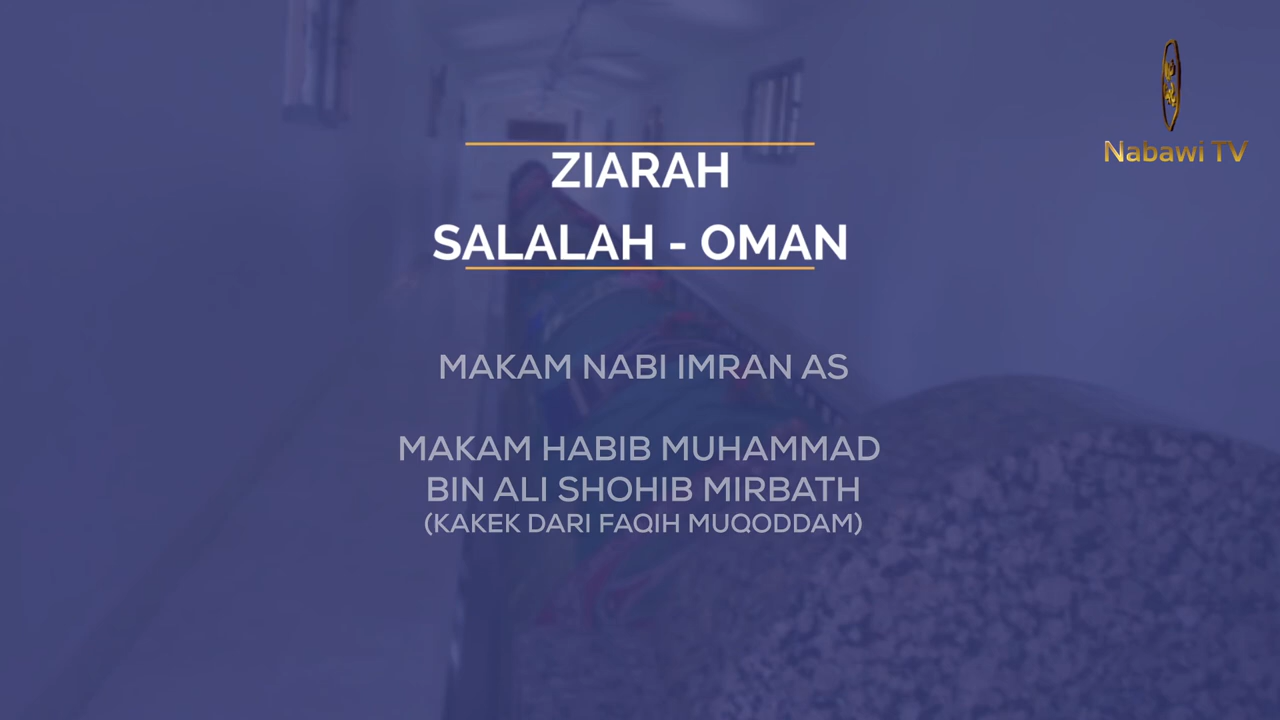 Nabawi TV
ZIARAH
SALALAH - OMAN
MAKAM NABI IMRAN AS
MAKAM HABIB MUHAMMAD
BIN ALI SHOHIB MIRBATH
(KAKEK DARI FAQIH MUQODDAM)